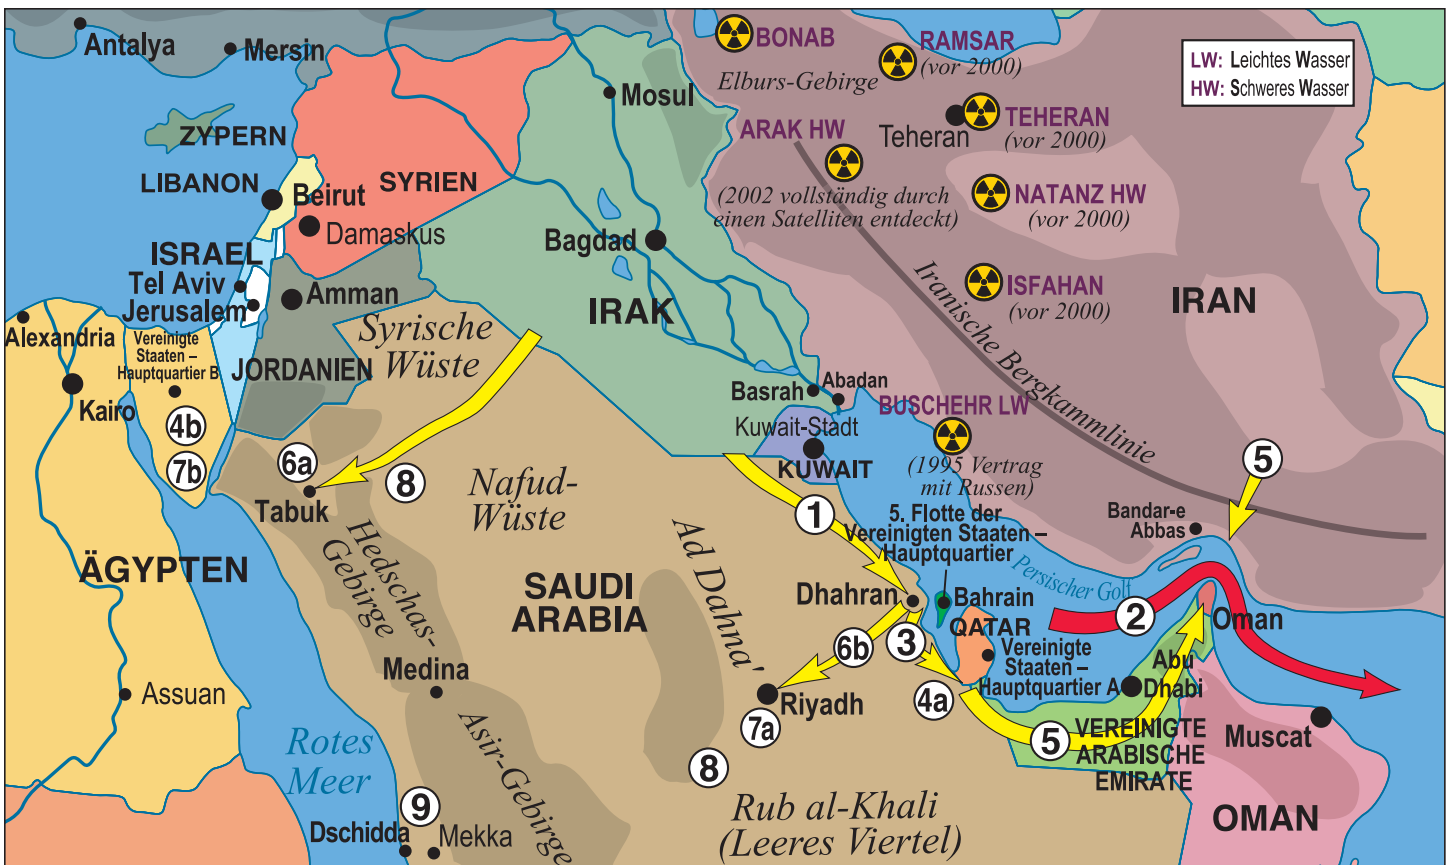 Antalya
Mersin
BONAB
RAMSAR
(vor 2000)
LW: Leichtes Wasser
HW: Schweres Wasser
Elburs-Gebirge
Mosul
ZYPERN
ARAK HW
Teheran
TEHERAN
(vor 2000)
LIBANON
Beirut
SYRIEN
(2002 vollständig durch
einen Satelliten entdeckt)
NATANZ HW
(vor 2000)
Damaskus
Bagdad
ISRAEL
Tel Aviv
Jerusalem
Amman
IRAK
Iranische Bergkammlinie
ISFAHAN
(vor 2000)
IRAN
Alexandria
Vereinigte
Staaten –
Hauptquartier B
Syrische
Wüste
JORDANIEN
Kairo
4b
7b
Basrah
Abadan
Kuwait-Stadt
KUWAIT
BUSCHEHR LW
(1995 Vertrag
mit Russen)
6a
8
Tabuk
Nafud-
Wüste
1
5. Flotte der
Vereinigten Staaten –
Hauptquartier
5
Bandar-e
Abbas
ÄGYPTEN
Hedschas-
Gebirge
SAUDI
ARABIA
Ad Dahna'
Dhahran
Bahrain
Persischer Golf
2
Oman
6b
3
QATAR
Vereinigte
Staaten –
Hauptquartier A
Abu
Dhabi
Assuan
Medina
Riyadh
7a
4a
5
VEREINIGTE
ARABISCHE
EMIRATE
Muscat
Rotes
Meer
Asir-Gebirge
8
9
Dschidda
Mekka
Rub al-Khali
(Leeres Viertel)
OMAN